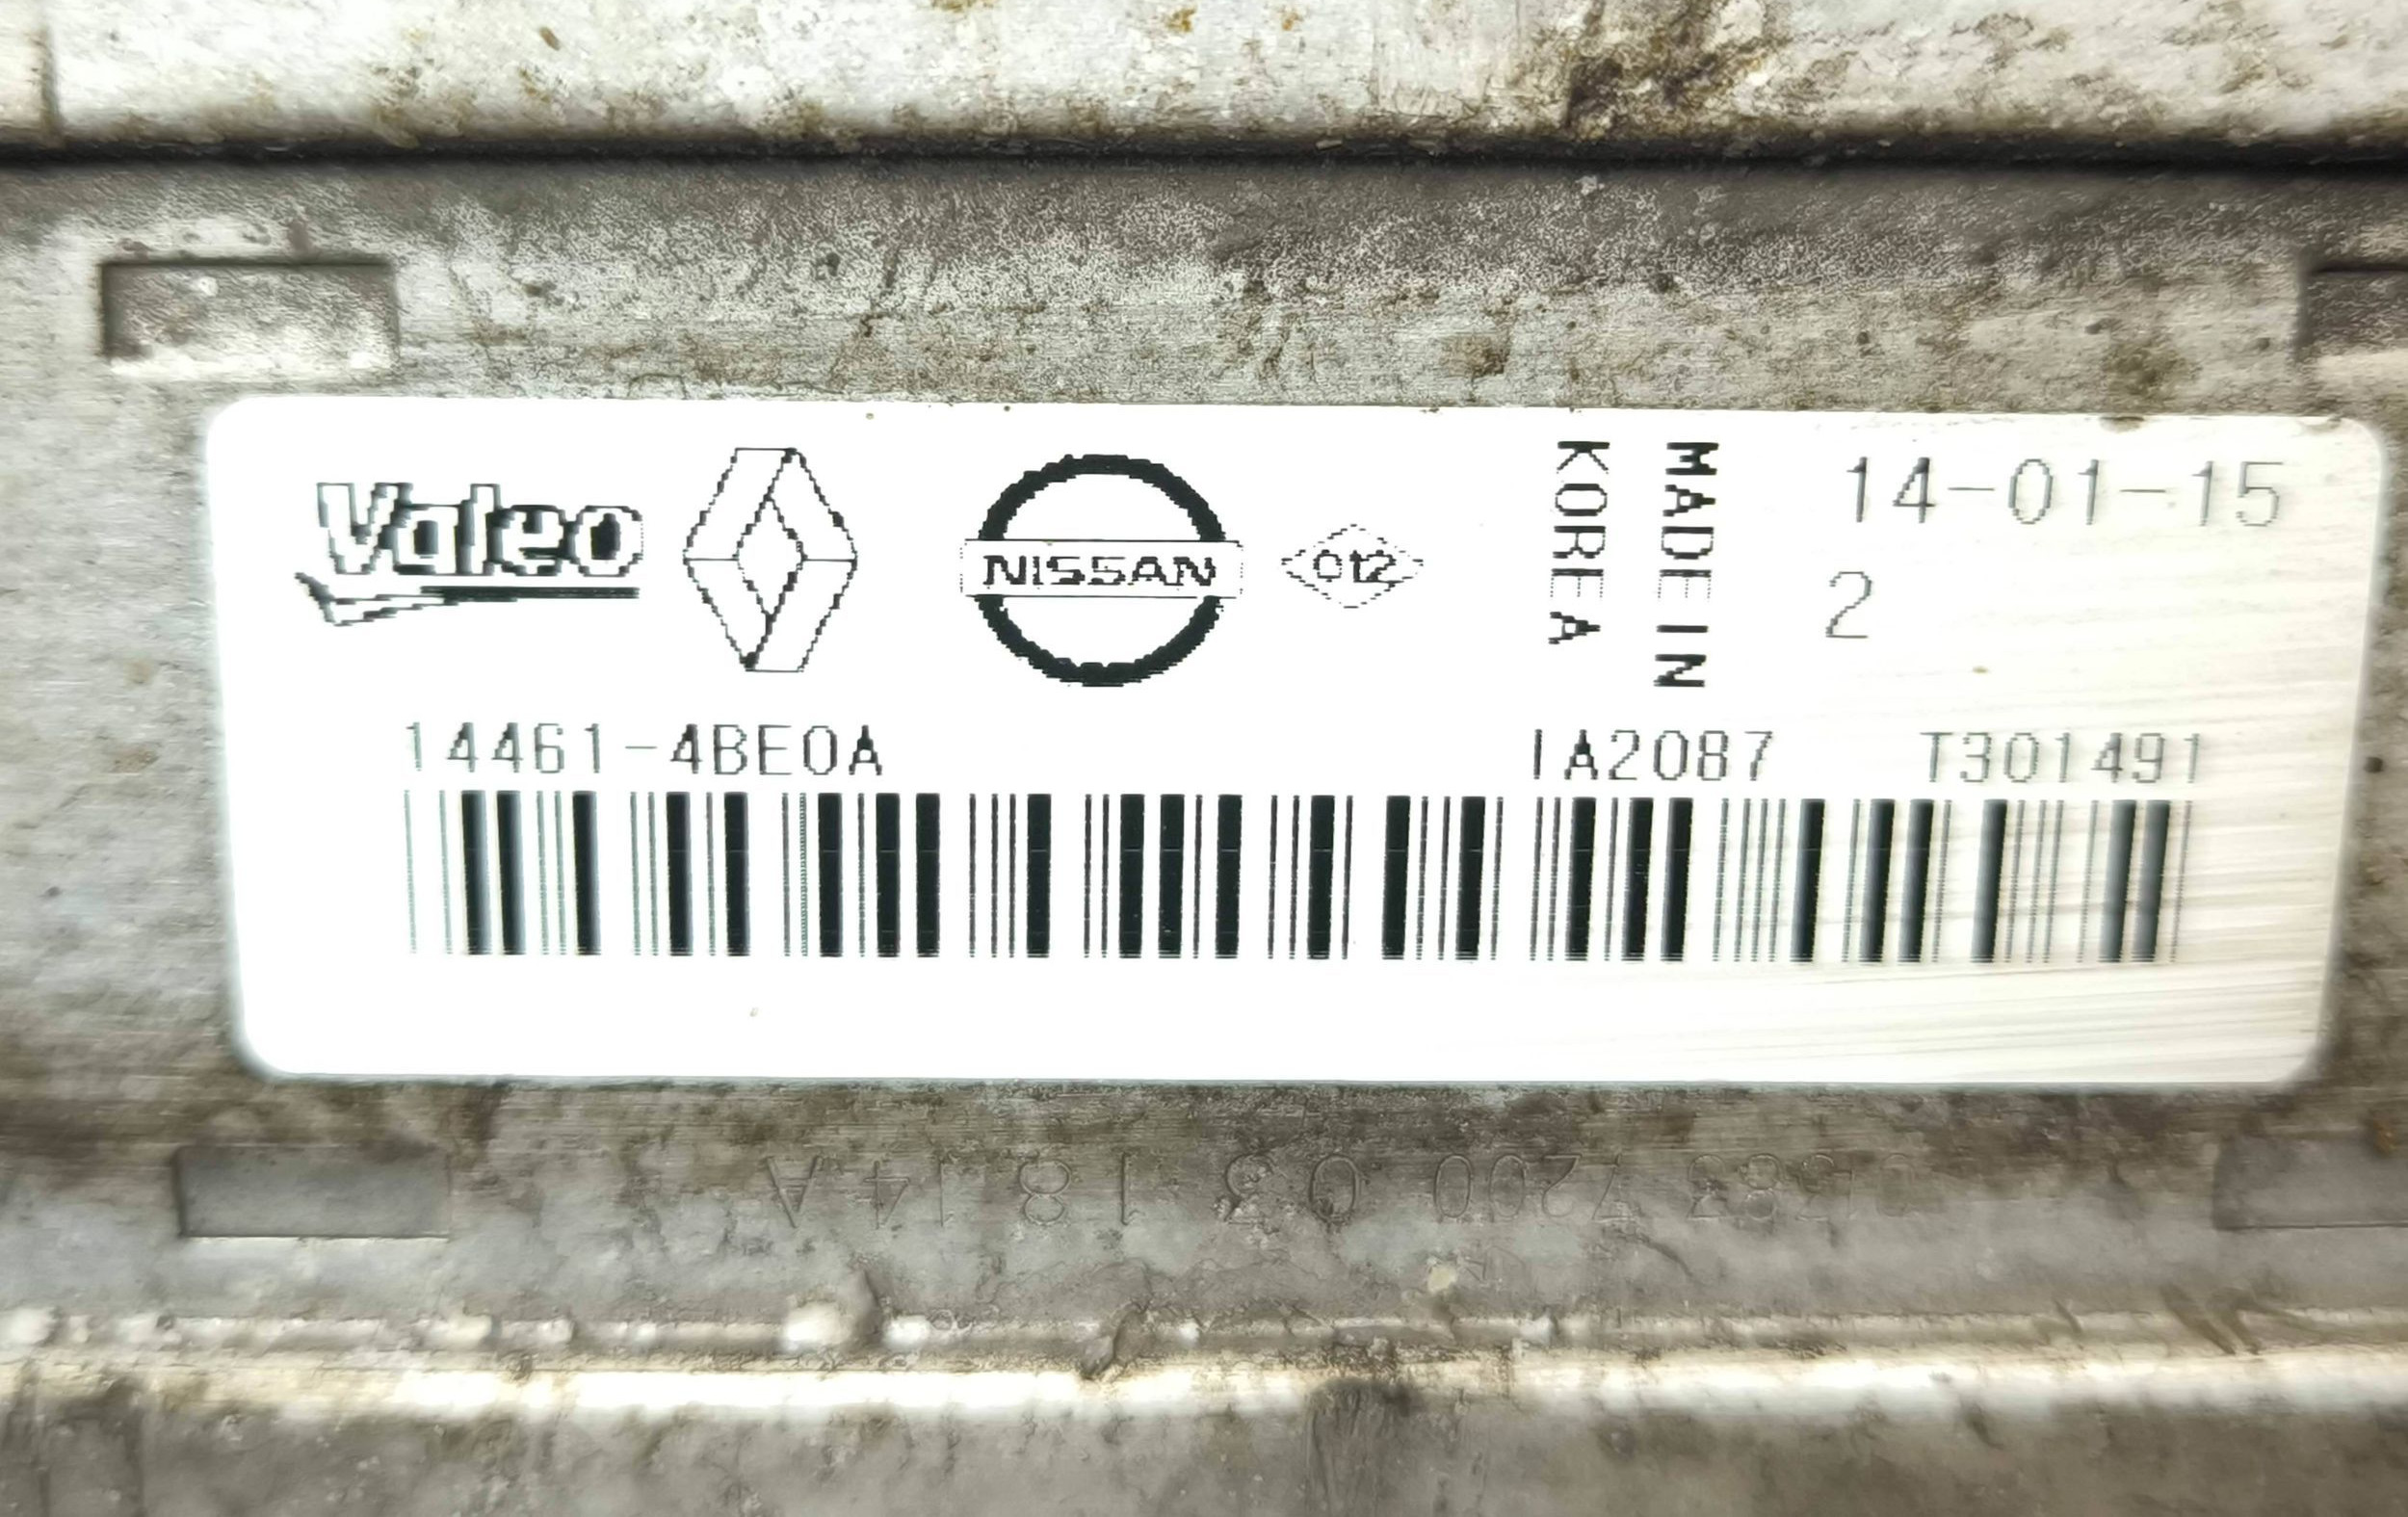 Valeo
NISSAN
012
MADE IN
KOREA
14-01-15
2
14461-4BE0A
IA2087
T301491